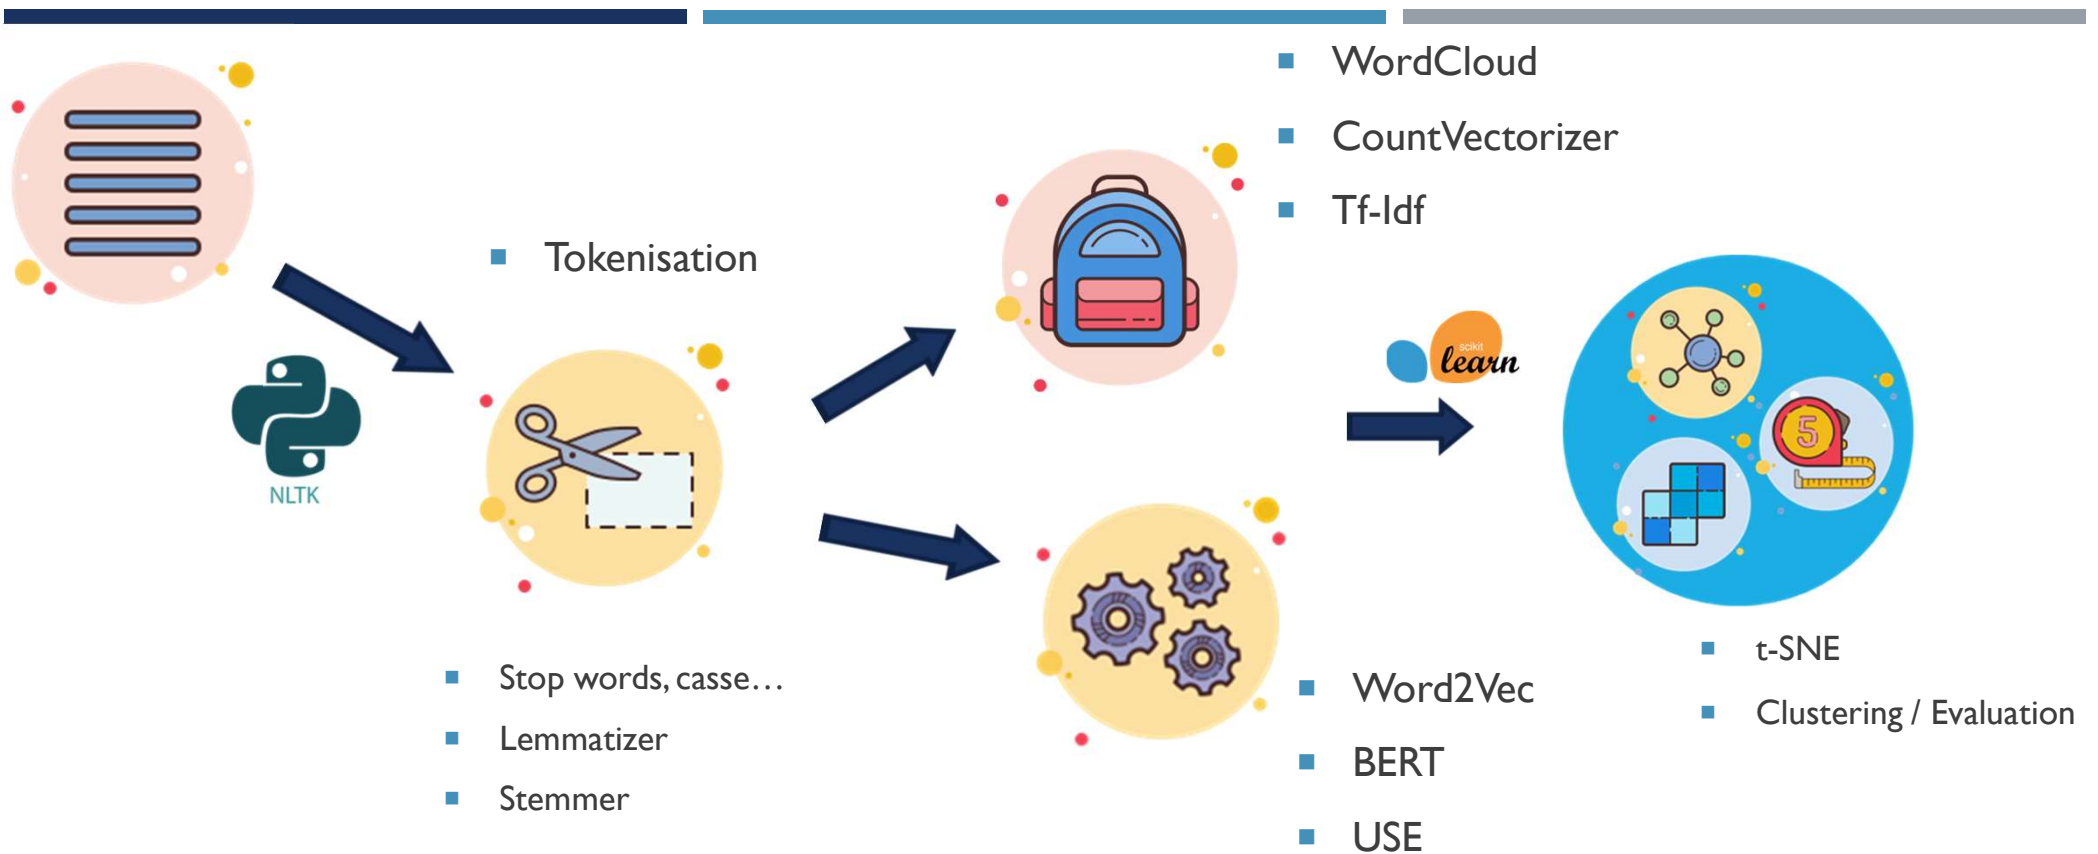 WordCloud
CountVectorizer
Tf-Idf
Tokenisation
NLTK
scikit
learn
5
Stop words, casse…
Lemmatizer
Stemmer
Word2Vec
BERT
USE
t-SNE
Clustering / Evaluation